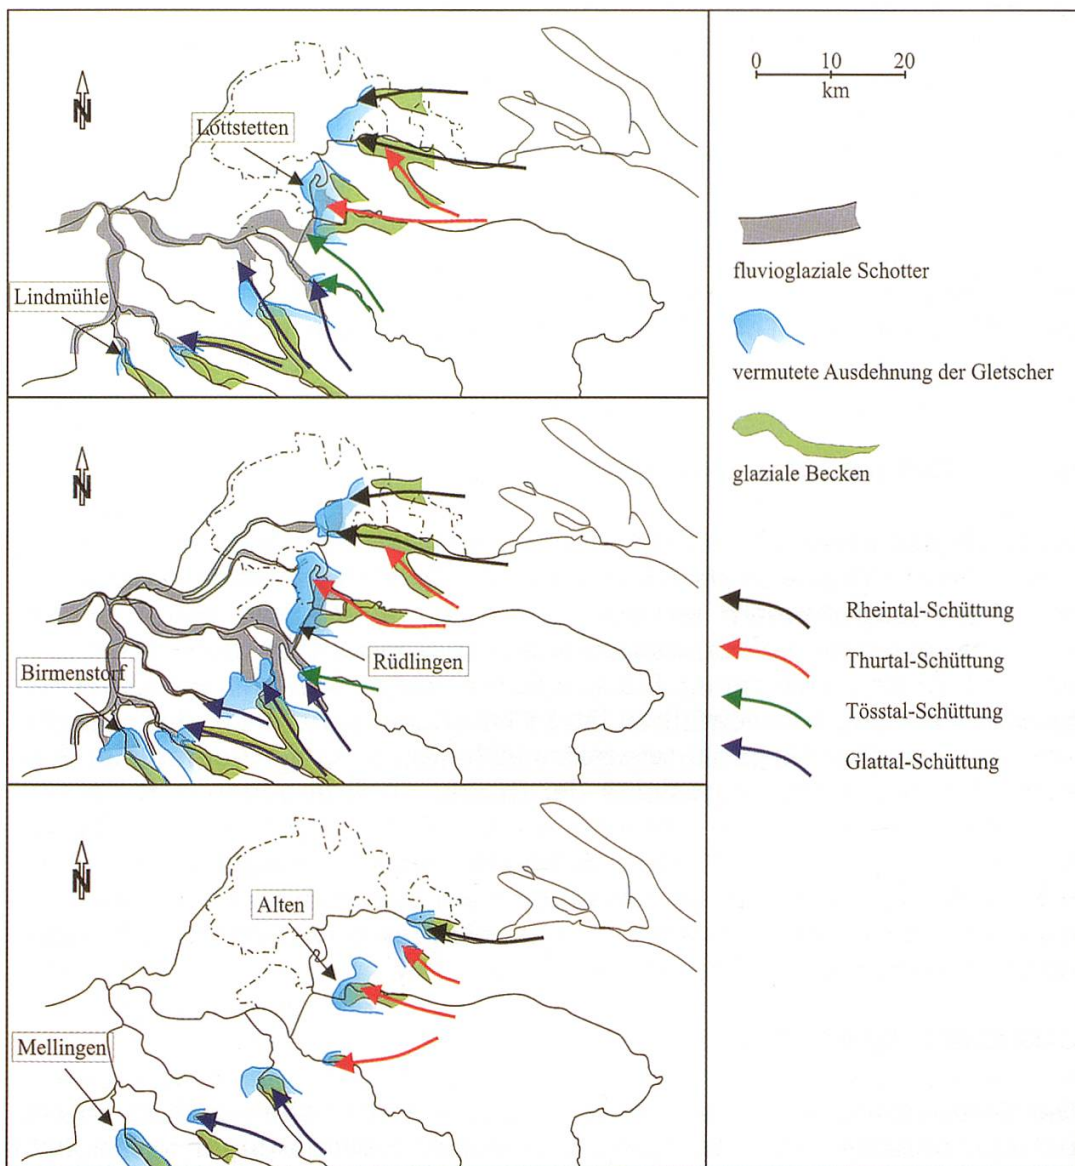 N
Lottstetten
Lindmühle
N
Birmenstorf
Rüdlingen
N
Alten
Mellingen
0 10 20
km
fluvioglaziale Schotter
vermutete Ausdehnung der Gletscher
glaziale Becken
Rheintal-Schüttung
Thurtal-Schüttung
Tösstal-Schüttung
Glattal-Schüttung